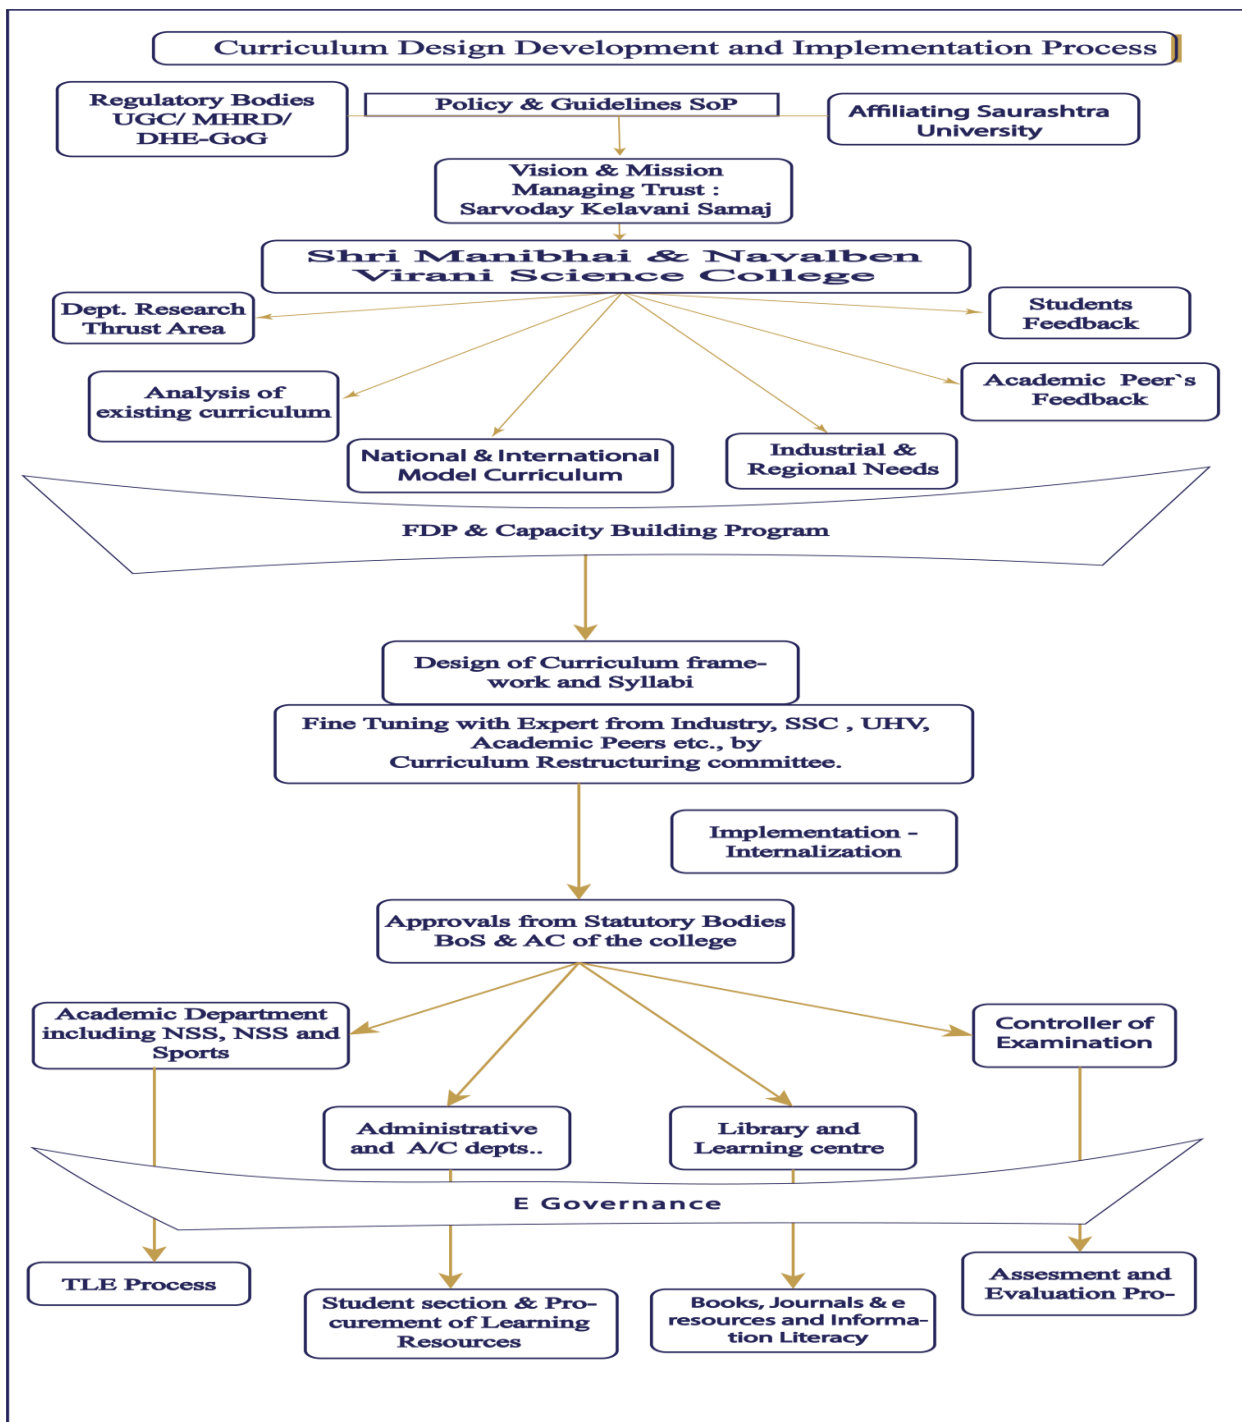 Curriculum Design Development and Implementation Process
Regulatory Bodies
UGC/ MHRD/
DHE-GoG
Policy & Guidelines SoP
Affiliating Saurashtra
University
Vision & Mission
Managing Trust :
Sarvoday Kelavani Samaj
Shri Manibhai & Navalben
Virani Science College
Dept. Research
Thrust Area
Students
Feedback
Analysis of
existing curriculum
Academic Peer`s
Feedback
National & International
Model Curriculum
Industrial &
Regional Needs
FDP & Capacity Building Program
Design of Curriculum frame-
work and Syllabi
Fine Tuning with Expert from Industry, SSC , UHV,
Academic Peers etc., by
Curriculum Restructuring committee.
Implementation -
Internalization
Approvals from Statutory Bodies
BoS & AC of the college
Academic Department
including NSS, NSS and
Sports
Controller of
Examination
Administrative
and A/C depts..
Library and
Learning centre
E Governance
TLE Process
Student section & Pro-
curement of Learning
Resources
Books, Journals & e
resources and Informa-
tion Literacy
Assesment and
Evaluation Pro-